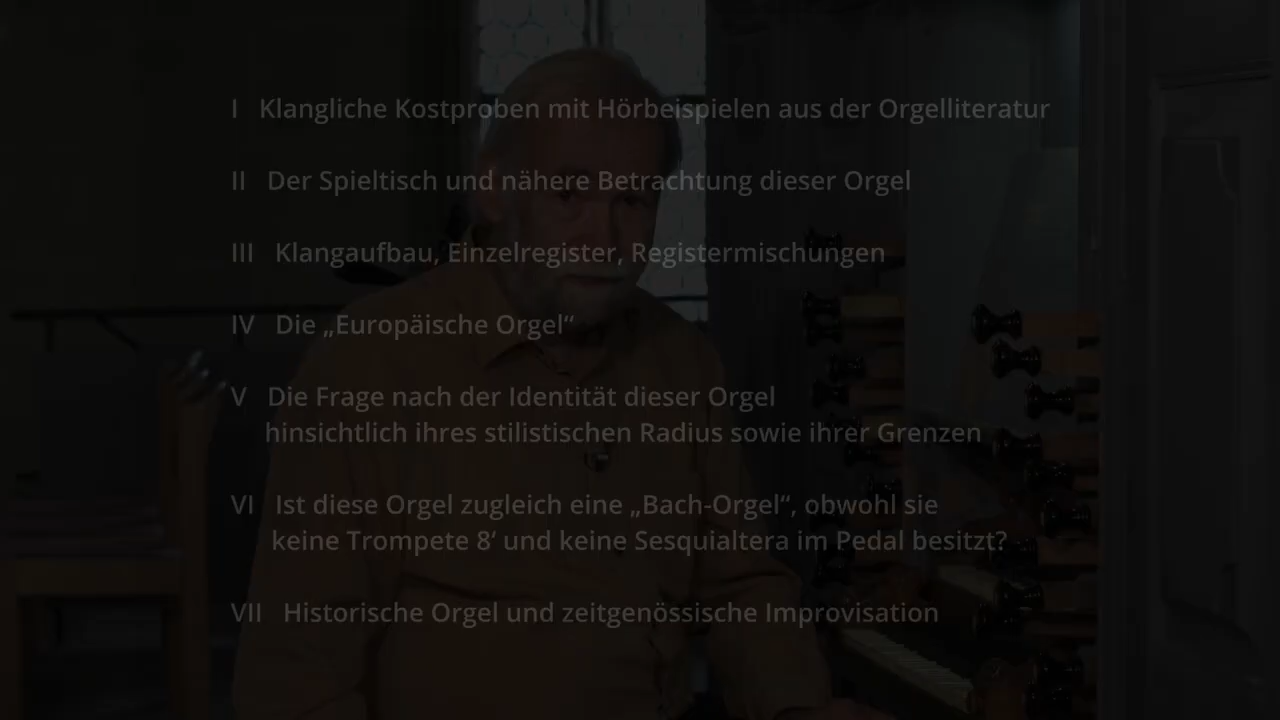 I Klangliche Kostproben mit Hörbeispielen aus der Orgelliteratur
II Der Spieltisch und nähere Betrachtung dieser Orgel
III Klangaufbau, Einzelregister, Registermischungen
IV Die „Europäische Orgel“
V Die Frage nach der Identität dieser Orgel
hinsichtlich ihres stilistischen Radius sowie ihrer Grenzen
VI Ist diese Orgel zugleich eine „Bach-Orgel“, obwohl sie
keine Trompete 8‘ und keine Sesquialtera im Pedal besitzt?
VII Historische Orgel und zeitgenössische Improvisation